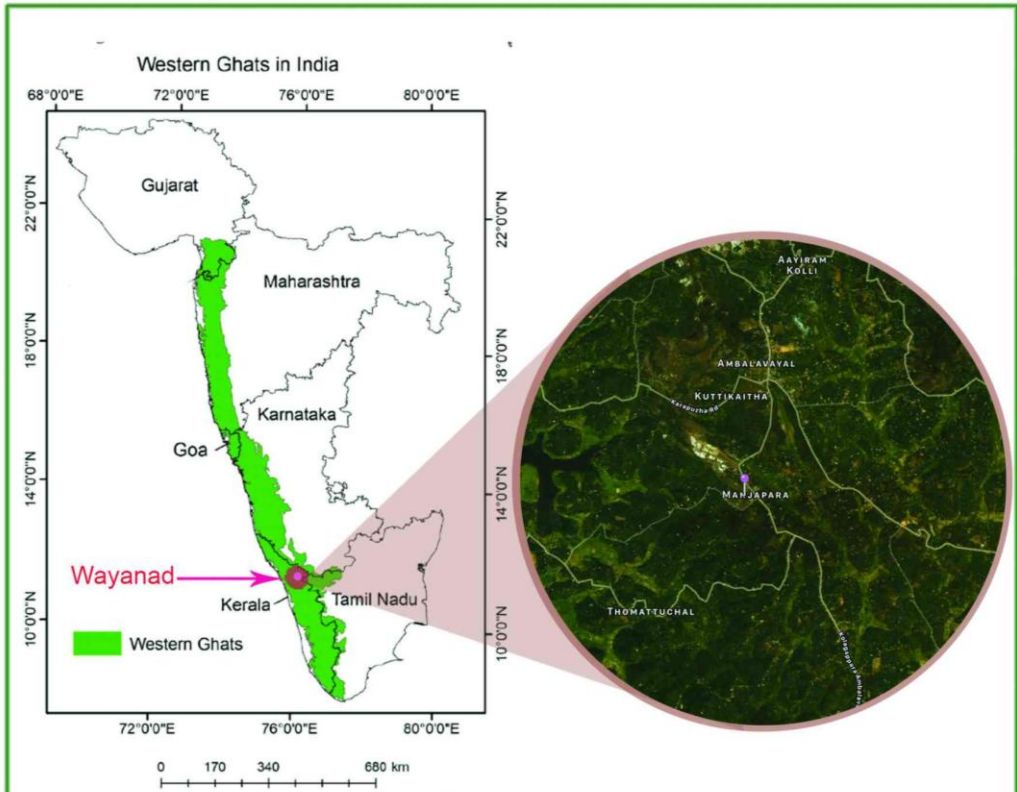 Western Ghats in India
68°0'0"E 72°0'0"E 76°0'0"E 80°0'0"E
22°0'0"N
18°0'0"N
14°0'0"N
10°0'0"N
Gujarat
Maharashtra
Karnataka
Goa
Wayanad
Kerala
Tamil Nadu
Western Ghats
22°0'0"N
18°0'0"N
14°0'0"N
10°0'0"N
72°0'0"E 76°0'0"E 80°0'0"E
0 170 340 680 km
AAYIRAM
KOLLI
AMBALAVAYAL
KUTTIKAITHA
Karapuzha Rd
MANJAPARA
THOMATTUCHAL